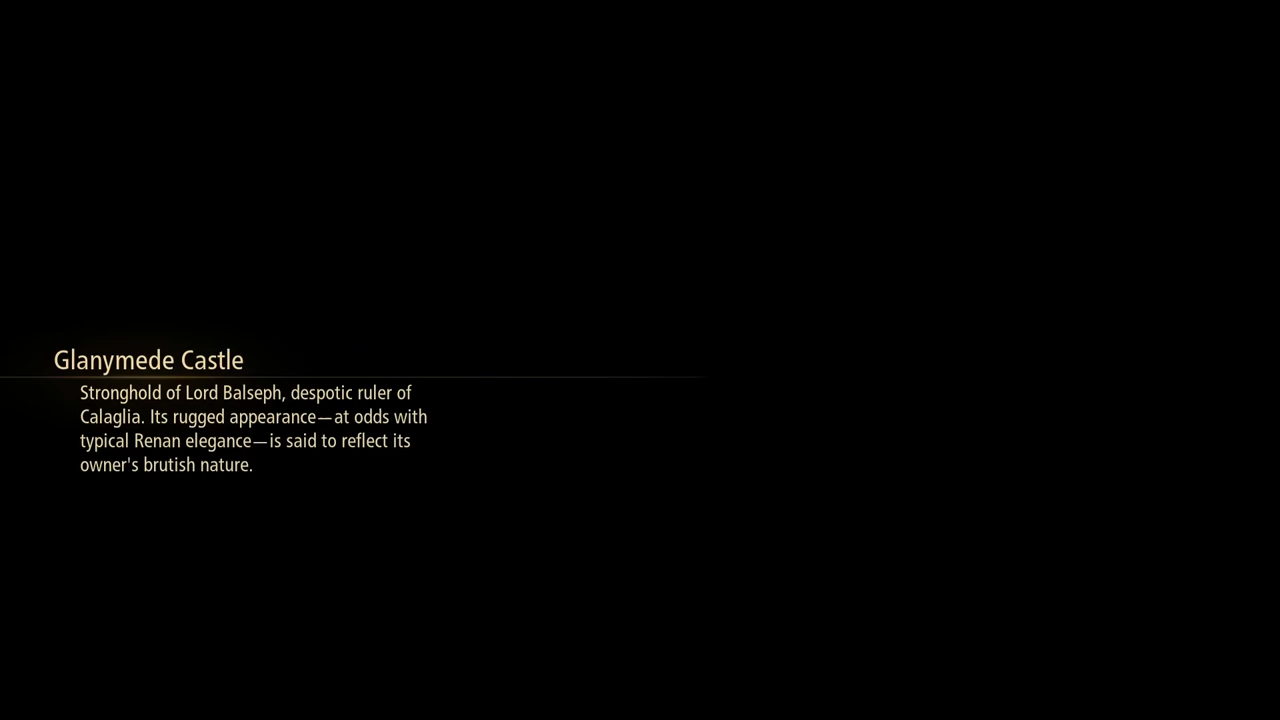 Glanymede Castle
Stronghold of Lord Balseph, despotic ruler of
Calaglia. Its rugged appearance—at odds with
typical Renan elegance—is said to reflect its
owner's brutish nature.